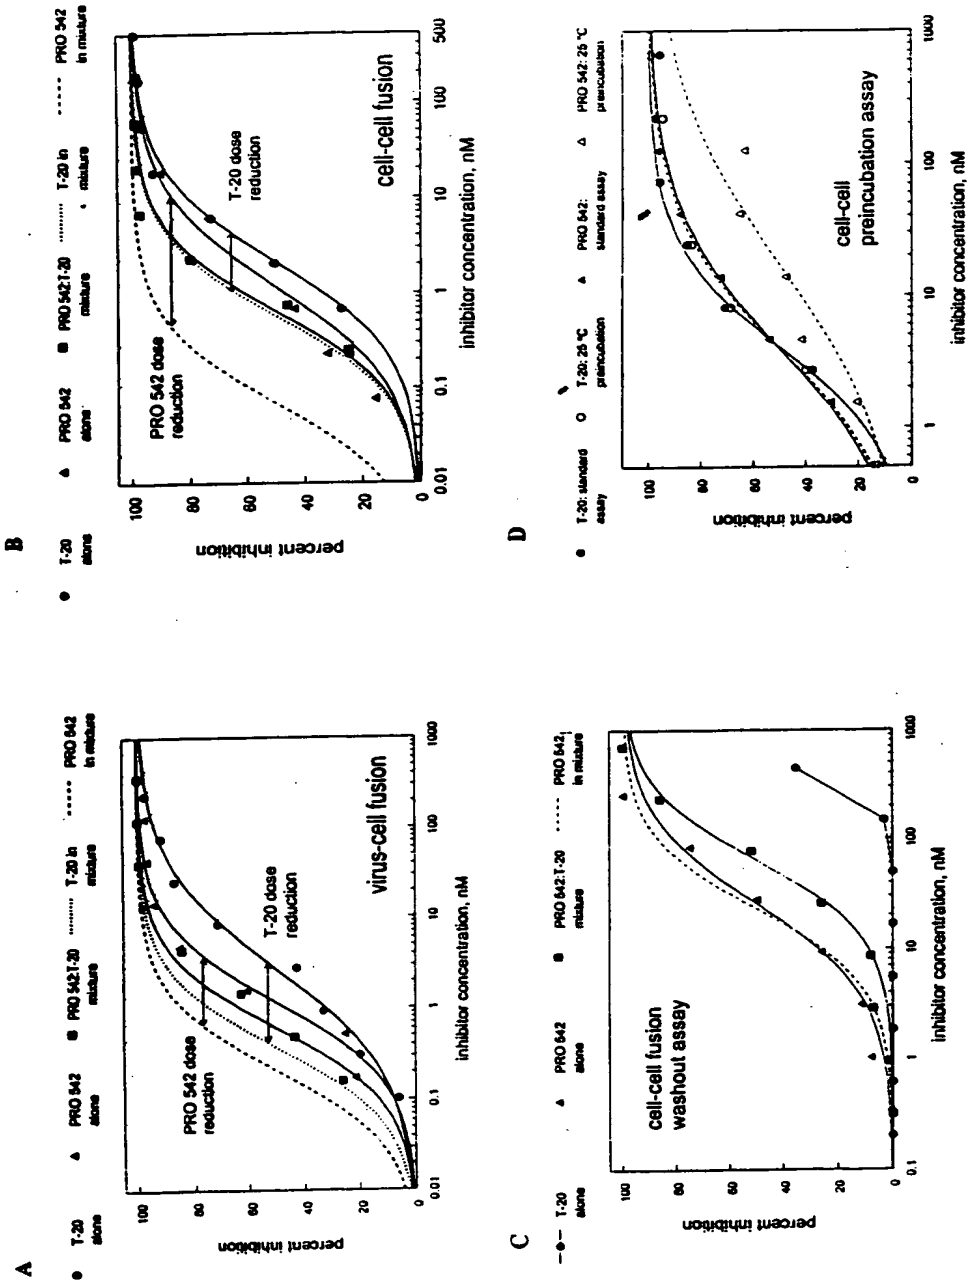 A
T-20
alone
PRO 542
alone
PRO 542:T-20
mixture
T-20 in
mixture
PRO 542
in mixture
percent inhibition
100
80
60
40
20
0
PRO 542 dose
reduction
T-20 dose
reduction
virus-cell fusion
0.01
0.1
1
10
100
1000
inhibitor concentration, nM
B
T-20
alone
PRO 542
alone
PRO 542:T-20
mixture
T-20 in
mixture
PRO 542
in mixture
percent inhibition
100
80
60
40
20
0
PRO 542 dose
reduction
T-20 dose
reduction
cell-cell fusion
0.01
0.1
1
10
100
500
inhibitor concentration, nM
C
T-20
alone
PRO 542
alone
PRO 542:T-20
mixture
PRO 542
in mixture
percent inhibition
100
80
60
40
20
0
cell-cell fusion
washout assay
0.1
1
10
100
1000
inhibitor concentration, nM
D
T-20: standard
assay
T-20: 25 °C
preincubation
PRO 542:
standard assay
PRO 542: 25 °C
preincubation
percent inhibition
100
80
60
40
20
0
cell-cell
preincubation assay
1
10
100
1000
inhibitor concentration, nM